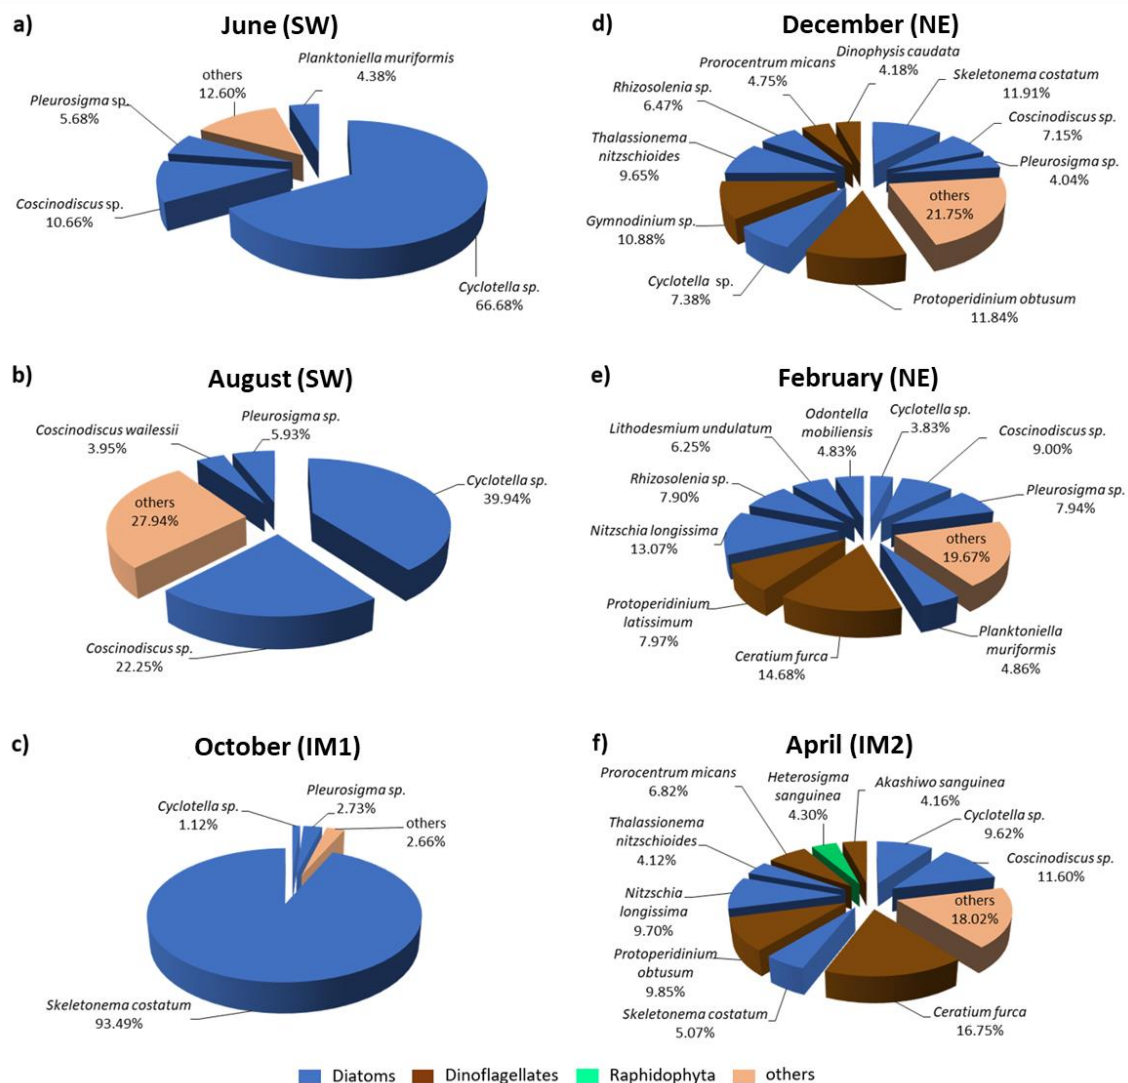 a)
June (SW)
Planktoniella muriformis
4.38%
others
12.60%
Pleurosigma sp.
5.68%
Coscinodiscus sp.
10.66%
Cyclotella sp.
66.68%
b)
August (SW)
Pleurosigma sp.
5.93%
Coscinodiscus wailessii
3.95%
Cyclotella sp.
39.94%
others
27.94%
Coscinodiscus sp.
22.25%
c)
October (IM1)
Pleurosigma sp.
2.73%
Cyclotella sp.
1.12%
others
2.66%
Skeletonema costatum
93.49%
d)
December (NE)
Dinophysis caudata
4.18%
Prorocentrum micans
4.75%
Skeletonema costatum
11.91%
Rhizosolenia sp.
6.47%
Coscinodiscus sp.
7.15%
Thalassionema
nitzschioides
9.65%
Pleurosigma sp.
4.04%
others
21.75%
Gymnodinium sp.
10.88%
Cyclotella sp.
7.38%
Protoperidinium obtusum
11.84%
e)
February (NE)
Odontella
mobiliensis
4.83%
Cyclotella sp.
3.83%
Lithodesmium undulatum
6.25%
Coscinodiscus sp.
9.00%
Rhizosolenia sp.
7.90%
Pleurosigma sp.
7.94%
Nitzschia longissima
13.07%
others
19.67%
Protoperidinium
latissimum
7.97%
Planktoniella
muriformis
4.86%
Ceratium furca
14.68%
f)
April (IM2)
Prorocentrum micans
6.82%
Heterosigma
sanguinea
4.30%
Akashiwo sanguinea
4.16%
Cyclotella sp.
9.62%
Thalassionema
nitzschioides
4.12%
Coscinodiscus sp.
11.60%
Nitzschia
longissima
9.70%
others
18.02%
Protoperidinium
obtusum
9.85%
Skeletonema costatum
5.07%
Ceratium furca
16.75%
Diatoms
Dinoflagellates
Raphidophyta
others